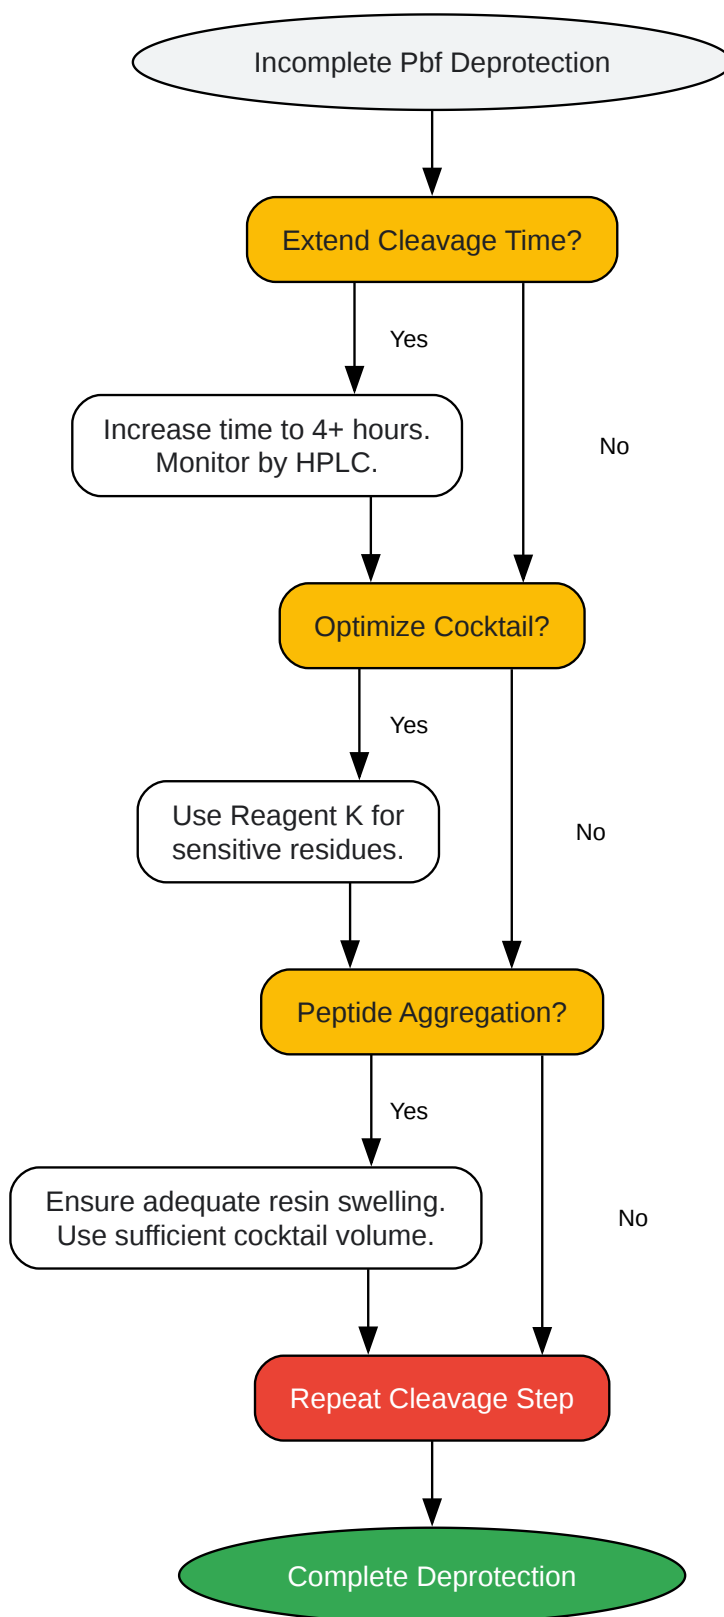 Incomplete Pbf Deprotection
Extend Cleavage Time?
Yes
Increase time to 4+ hours.
Monitor by HPLC.
No
Optimize Cocktail?
Yes
Use Reagent K for
sensitive residues.
No
Peptide Aggregation?
Yes
Ensure adequate resin swelling.
Use sufficient cocktail volume.
No
Repeat Cleavage Step
Complete Deprotection